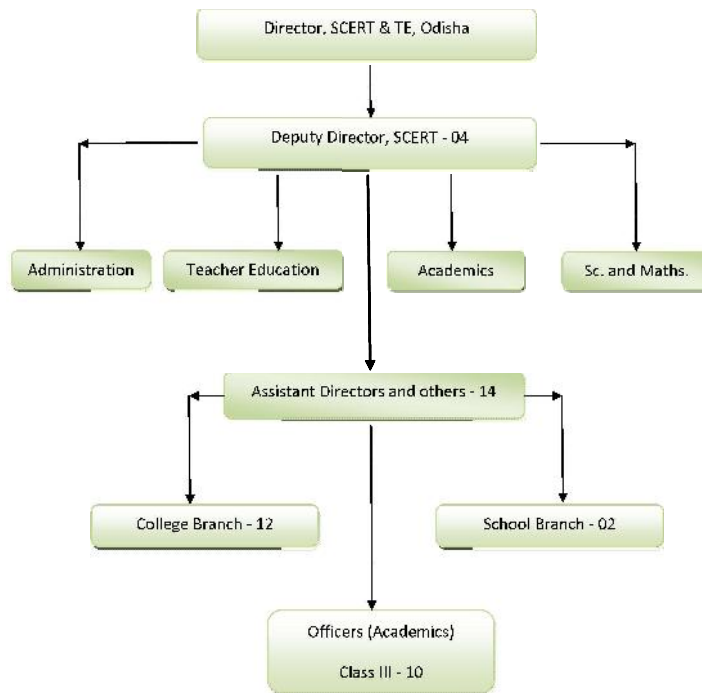 Director, SCERT & TE, Odisha
Deputy Director, SCERT - 04
Administration
Teacher Education
Academics
Sc. and Maths.
Assistant Directors and others - 14
College Branch - 12
School Branch - 02
Officers (Academics)
Class III - 10